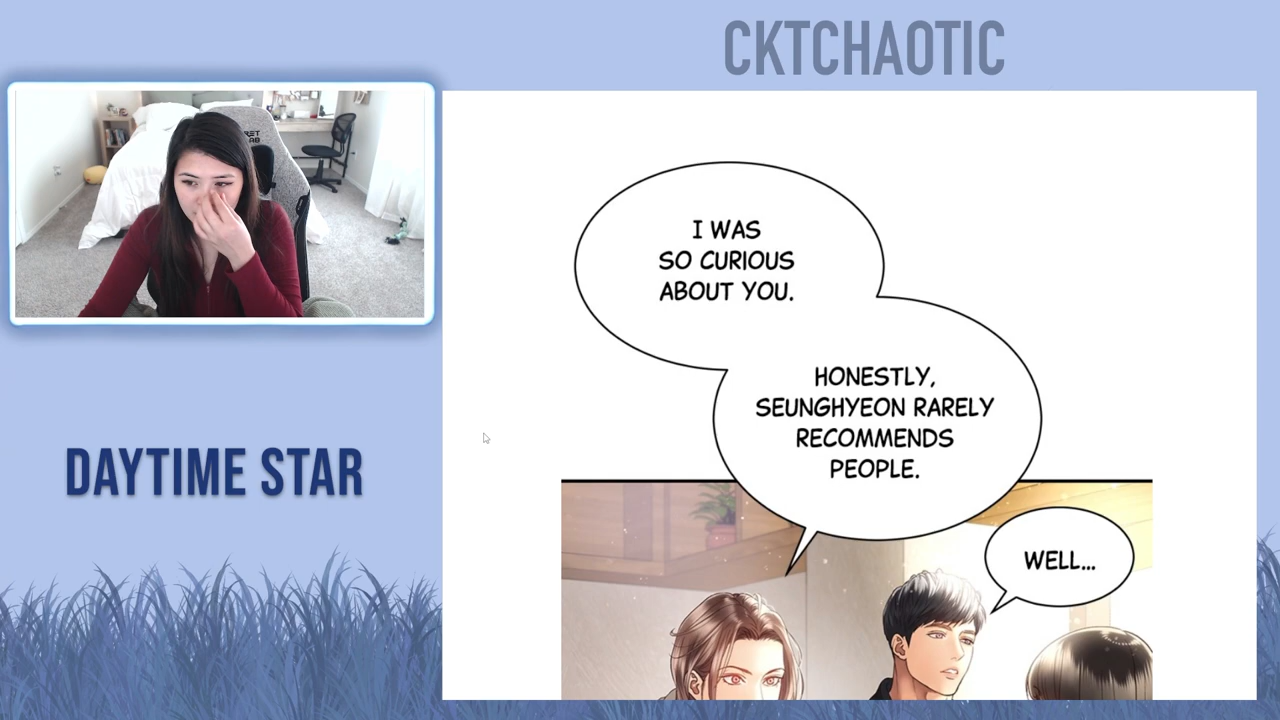 CKTCHAOTIC
I WAS
SO CURIOUS
ABOUT YOU.
HONESTLY,
SEUNGHYEON RARELY
RECOMMENDS
PEOPLE.
WELL...
DAYTIME STAR